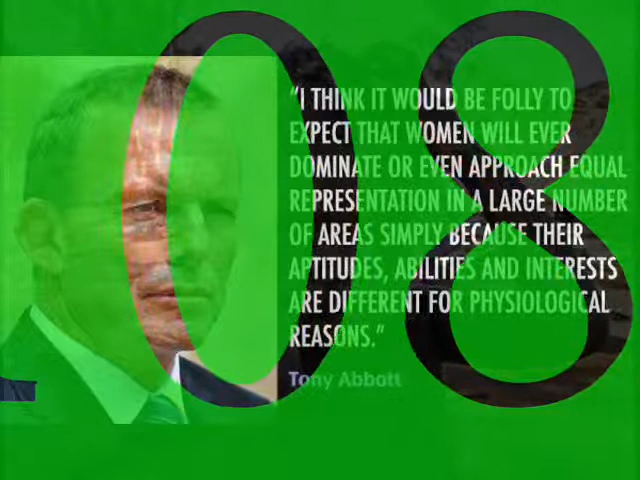 08
“I THINK IT WOULD BE FOLLY TO
EXPECT THAT WOMEN WILL EVER
DOMINATE OR EVEN APPROACH EQUAL
REPRESENTATION IN A LARGE NUMBER
OF AREAS SIMPLY BECAUSE THEIR
APTITUDES, ABILITIES AND INTERESTS
ARE DIFFERENT FOR PHYSIOLOGICAL
REASONS.”
Tony Abbott